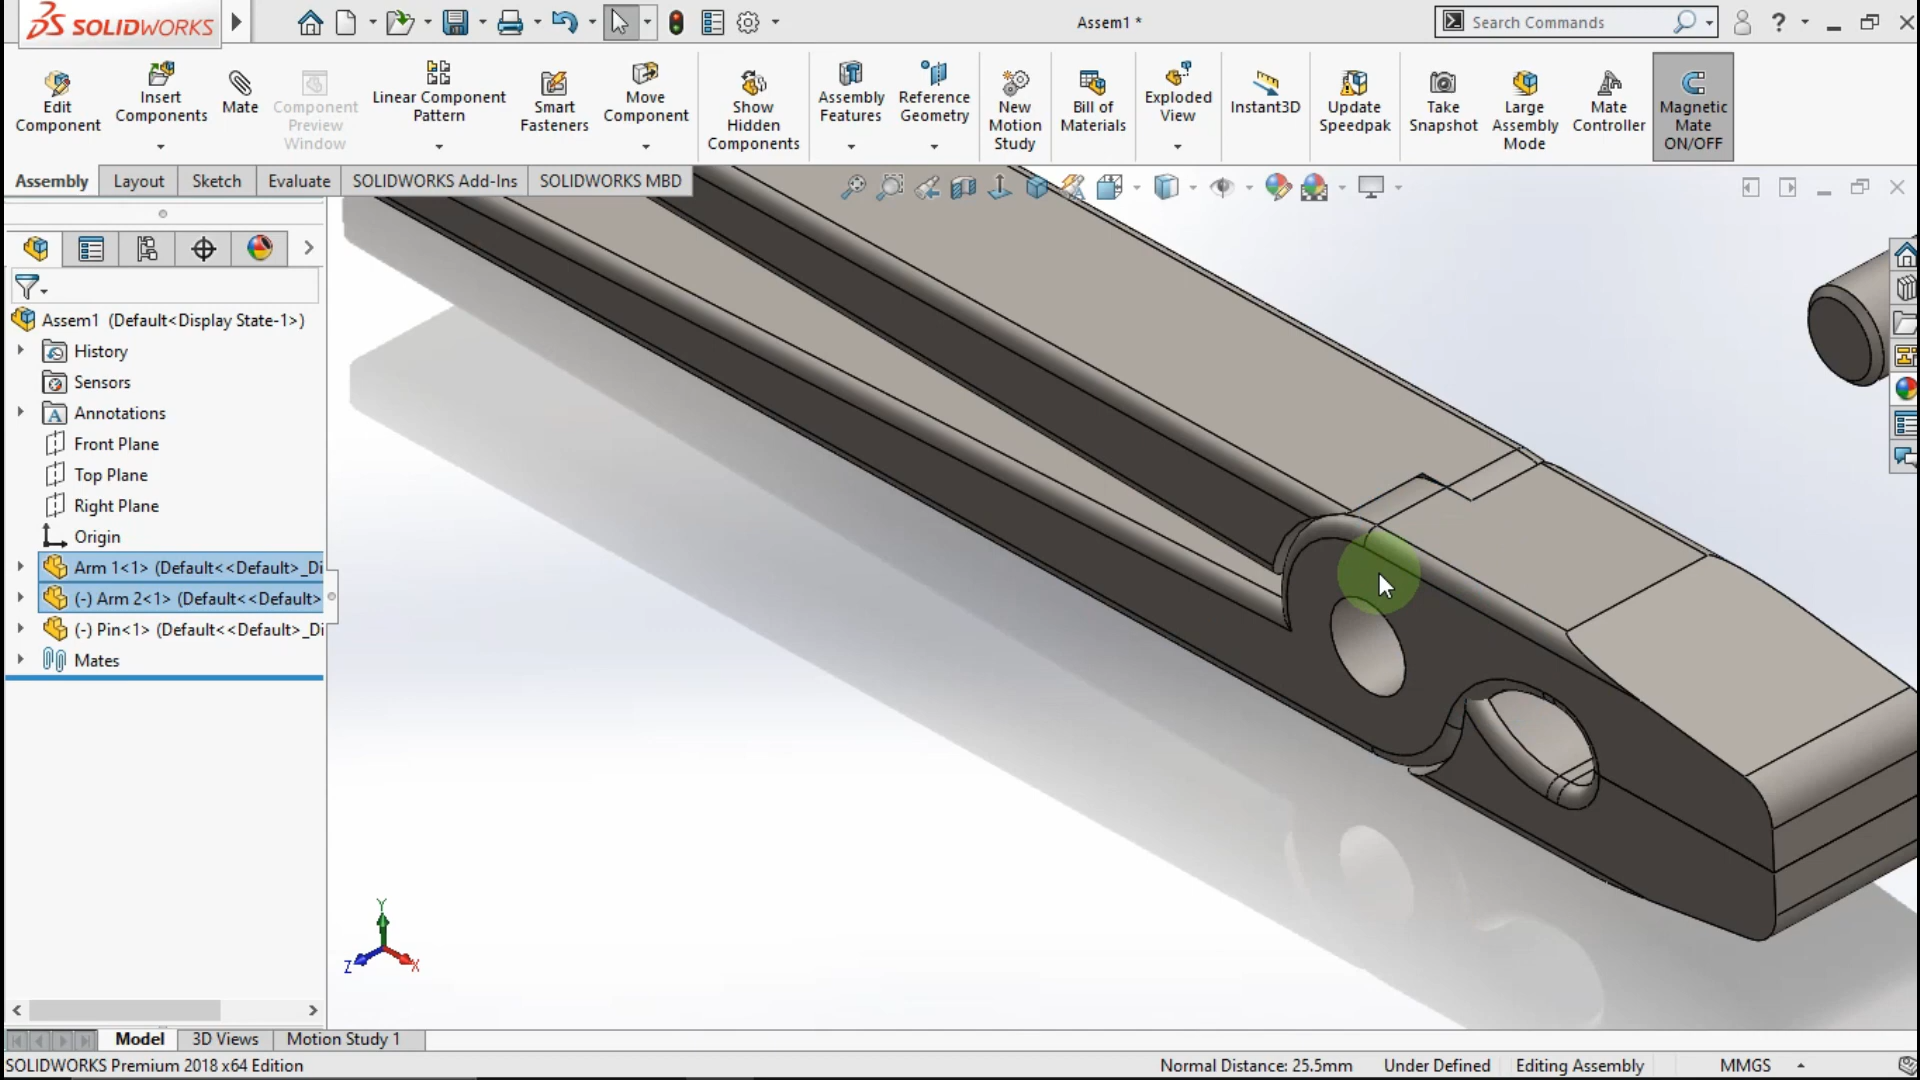 SOLIDWORKS
Assem1 *
Search Commands
?
Edit Component
Insert Components
Mate
Component Preview Window
Linear Component Pattern
Smart Fasteners
Move Component
Show Hidden Components
Assembly Features
Reference Geometry
New Motion Study
Bill of Materials
Exploded View
Instant3D
Update Speedpak
Take Snapshot
Large Assembly Mode
Mate Controller
Magnetic Mate ON/OFF
Assembly
Layout
Sketch
Evaluate
SOLIDWORKS Add-Ins
SOLIDWORKS MBD
Assem1 (Default<Display State-1>)
History
Sensors
A Annotations
Front Plane
Top Plane
Right Plane
Origin
Arm 1<1> (Default<<Default>_Di
(-) Arm 2<1> (Default<<Default>
(-) Pin<1> (Default<<Default>_Di
Mates
Y
Z
X
Model
3D Views
Motion Study 1
SOLIDWORKS Premium 2018 x64 Edition
Normal Distance: 25.5mm
Under Defined
Editing Assembly
MMGS